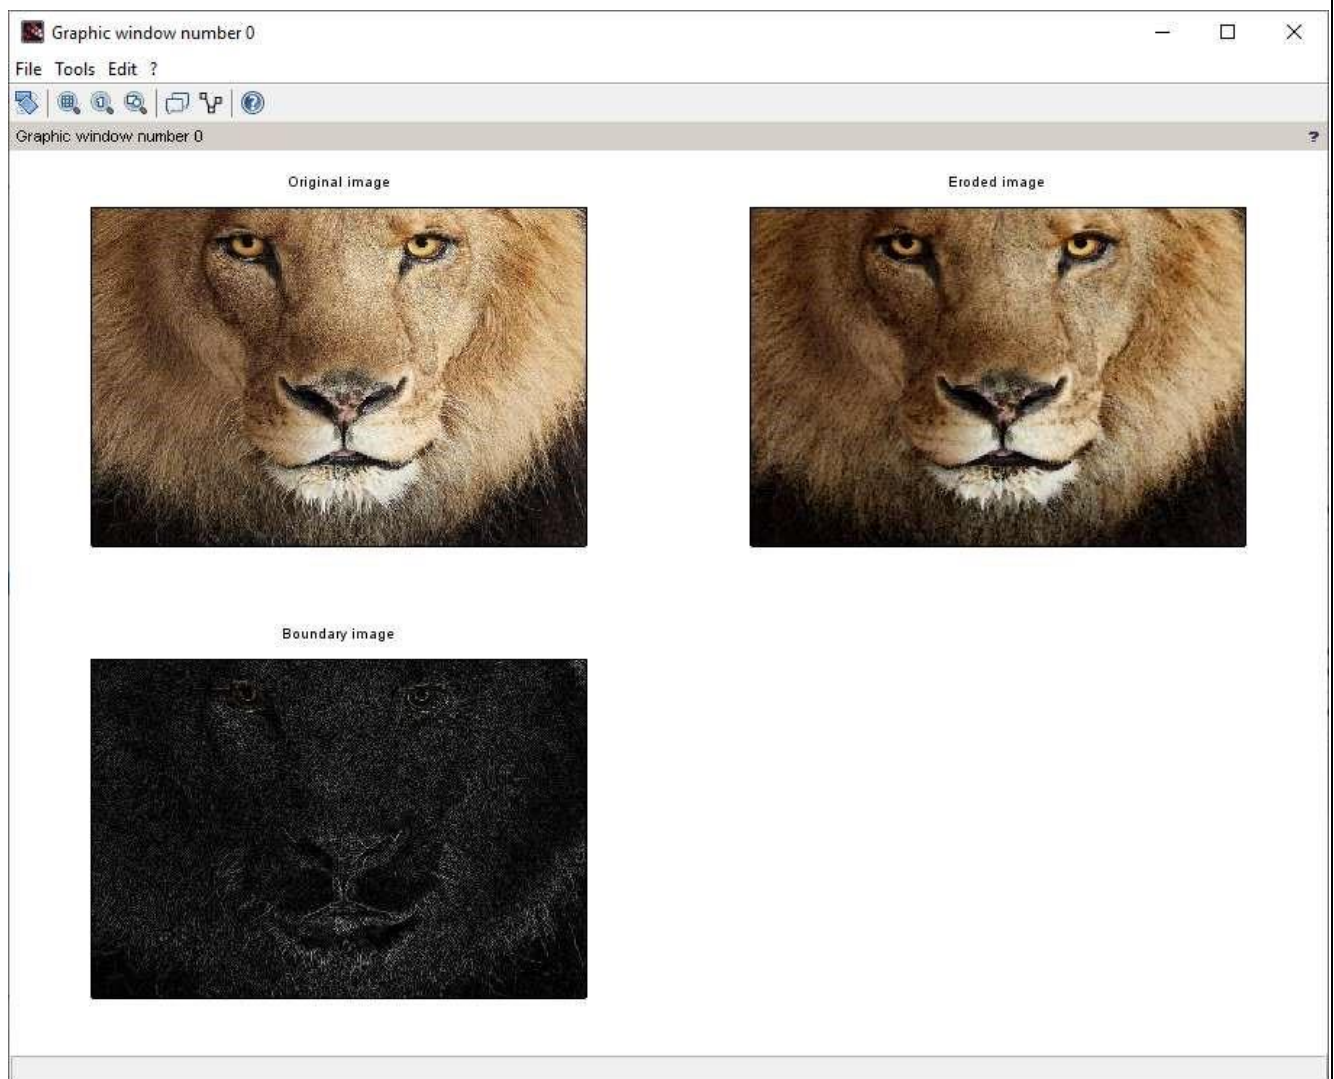 Graphic window number 0
File Tools Edit ?
Graphic window number 0 ?
Original image
Eroded image
Boundary image